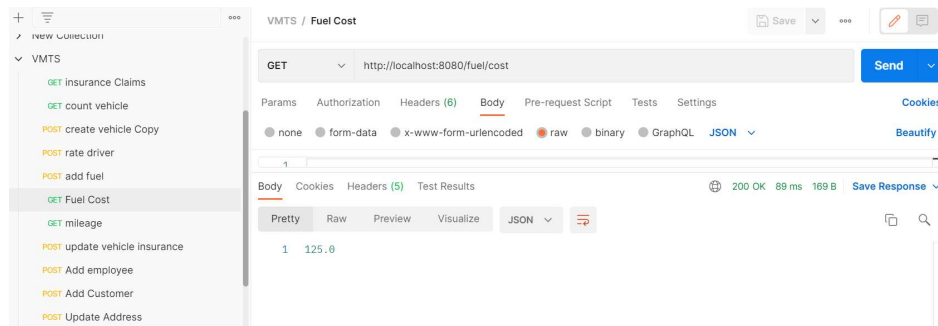 New Collection
VMTS
GET insurance Claims
GET count vehicle
POST create vehicle Copy
POST rate driver
POST add fuel
GET Fuel Cost
GET mileage
POST update vehicle insurance
POST Add employee
POST Add Customer
POST Update Address
VMTS / Fuel Cost
Save
GET http://localhost:8080/fuel/cost Send
Params Authorization Headers (6) Body Pre-request Script Tests Settings Cookies
none form-data x-www-form-urlencoded raw binary GraphQL JSON Beautify
1
Body Cookies Headers (5) Test Results 200 OK 89 ms 169 B Save Response
Pretty Raw Preview Visualize JSON
1 125.0